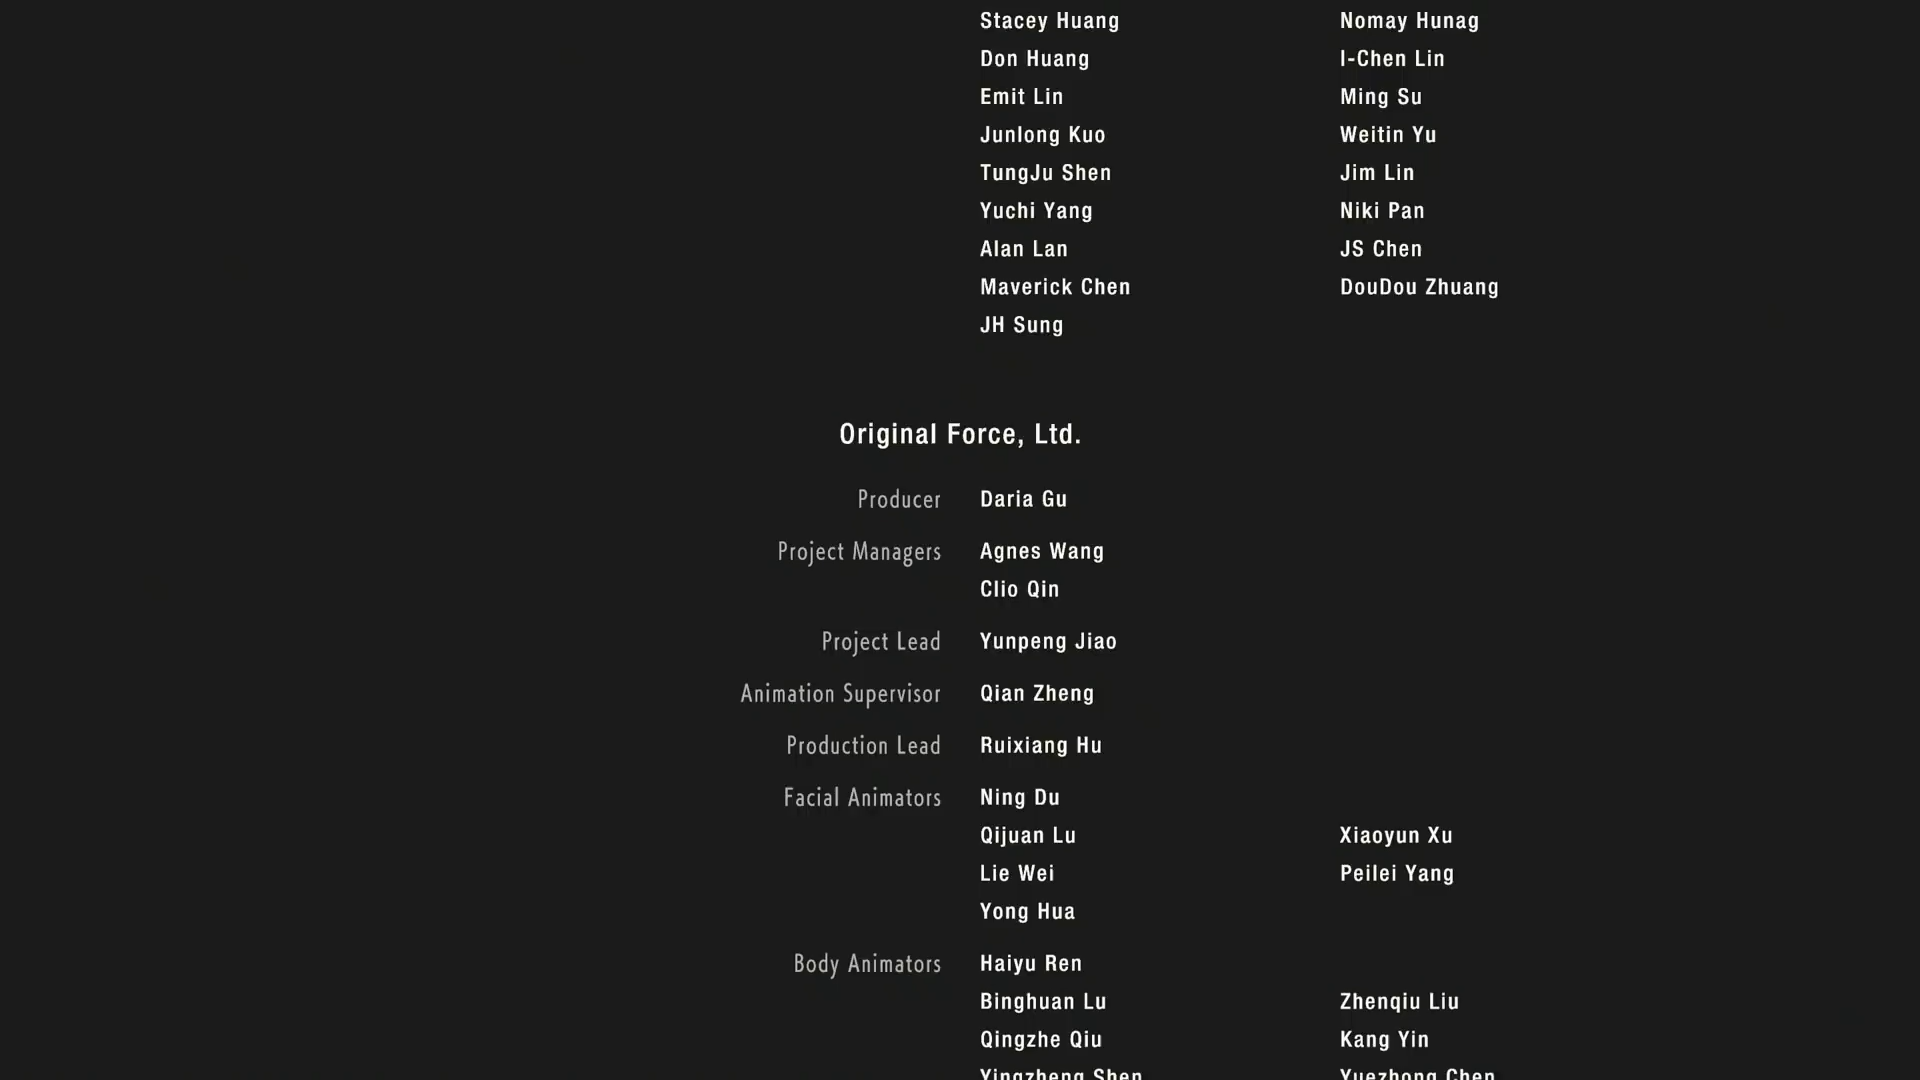 Stacey Huang Nomay Hunag
Don Huang I-Chen Lin
Emit Lin Ming Su
Junlong Kuo Weitin Yu
TungJu Shen Jim Lin
Yuchi Yang Niki Pan
Alan Lan JS Chen
Maverick Chen DouDou Zhuang
JH Sung
Original Force, Ltd.
Producer Daria Gu
Project Managers Agnes Wang
Clio Qin
Project Lead Yunpeng Jiao
Animation Supervisor Qian Zheng
Production Lead Ruixiang Hu
Facial Animators Ning Du
Qijuan Lu Xiaoyun Xu
Lie Wei Peilei Yang
Yong Hua
Body Animators Haiyu Ren
Binghuan Lu Zhenqiu Liu
Qingzhe Qiu Kang Yin
Yingzheng Shen Yuezhong Chen